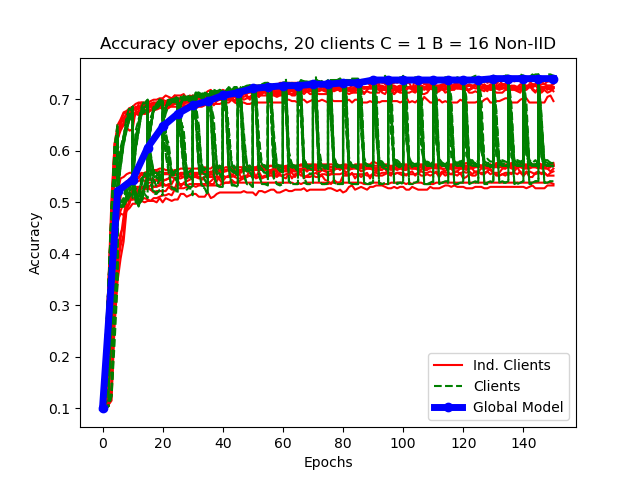 Accuracy over epochs, 20 clients C = 1 B = 16 Non-IID
Accuracy
0.7
0.6
0.5
0.4
0.3
0.2
0.1
Ind. Clients
Clients
Global Model
0 20 40 60 80 100 120 140
Epochs